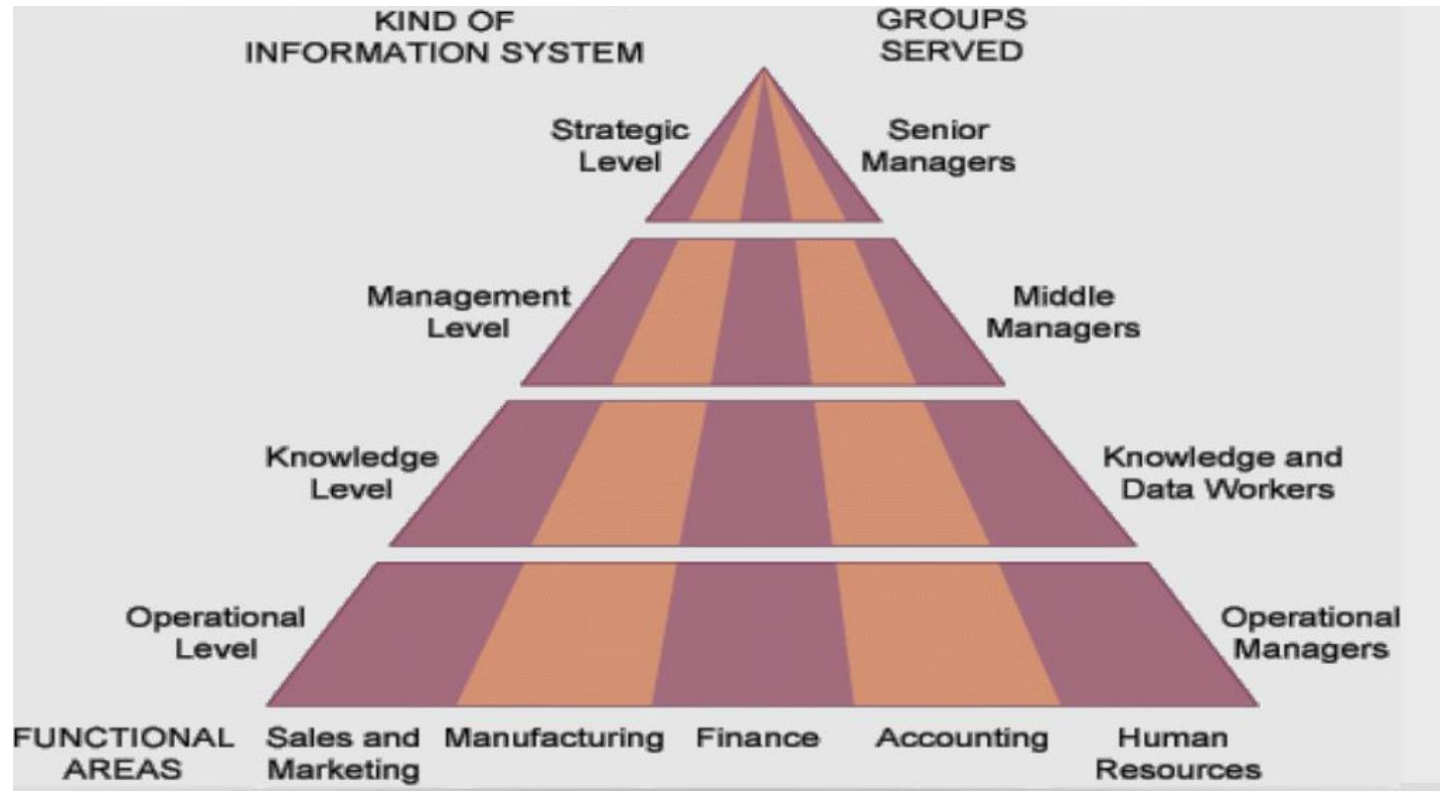 KIND OF
INFORMATION SYSTEM
GROUPS
SERVED
Strategic
Level
Senior
Managers
Management
Level
Middle
Managers
Knowledge
Level
Knowledge and
Data Workers
Operational
Level
Operational
Managers
FUNCTIONAL
AREAS
Sales and
Marketing
Manufacturing
Finance
Accounting
Human
Resources